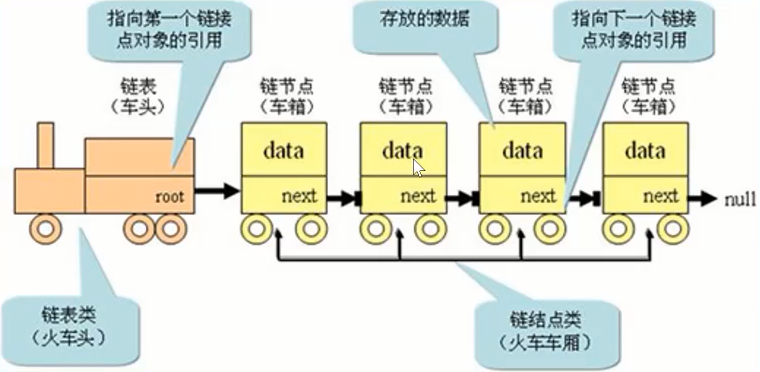 指向第一个链接
点对象的引用
存放的数据
指向下一个链接
点对象的引用
链表
（车头）
链节点
（车箱）
链节点
（车箱）
链节点
（车箱）
链节点
（车箱）
data
data
data
data
root
next
next
next
next
null
链表类
（火车头）
链结点类
（火车车厢）